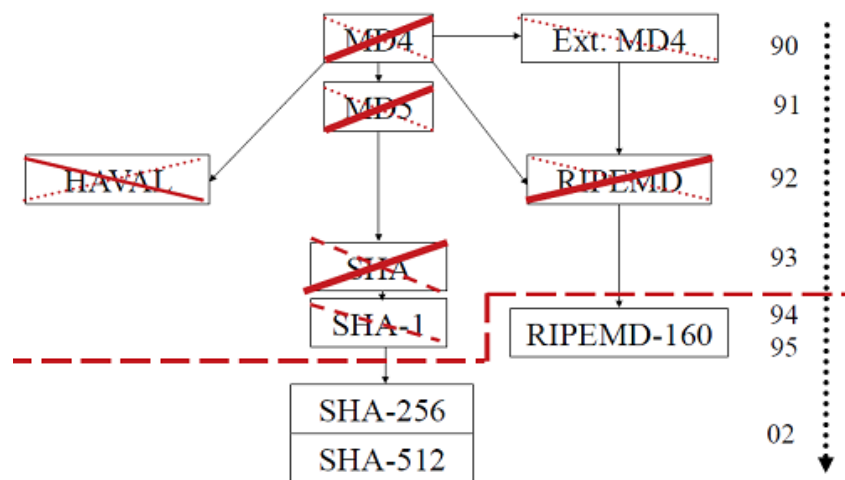 MD4
Ext. MD4
90
MD5
91
HAVAL
RIPEMD
92
SHA
93
SHA-1
RIPEMD-160
94
95
SHA-256
SHA-512
02